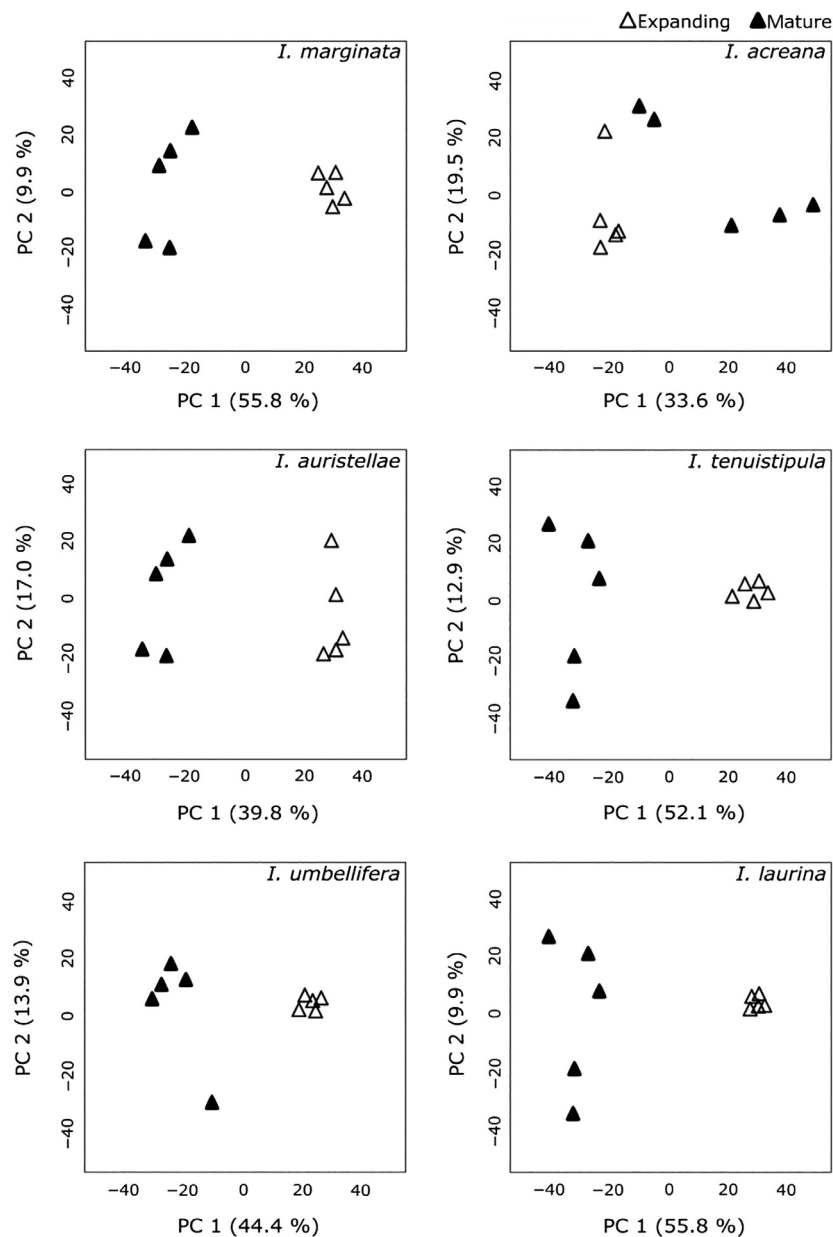 △Expanding ▲Mature
I. marginata
40
20
0
−20
−40
PC 2 (9.9 %)
−40 −20 0 20 40
PC 1 (55.8 %)
I. acreana
40
20
0
−20
−40
PC 2 (19.5 %)
−40 −20 0 20 40
PC 1 (33.6 %)
I. auristellae
40
20
0
−20
−40
PC 2 (17.0 %)
−40 −20 0 20 40
PC 1 (39.8 %)
I. tenuistipula
40
20
0
−20
−40
PC 2 (12.9 %)
−40 −20 0 20 40
PC 1 (52.1 %)
I. umbellifera
40
20
0
−20
−40
PC 2 (13.9 %)
−40 −20 0 20 40
PC 1 (44.4 %)
I. laurina
40
20
0
−20
−40
PC 2 (9.9 %)
−40 −20 0 20 40
PC 1 (55.8 %)